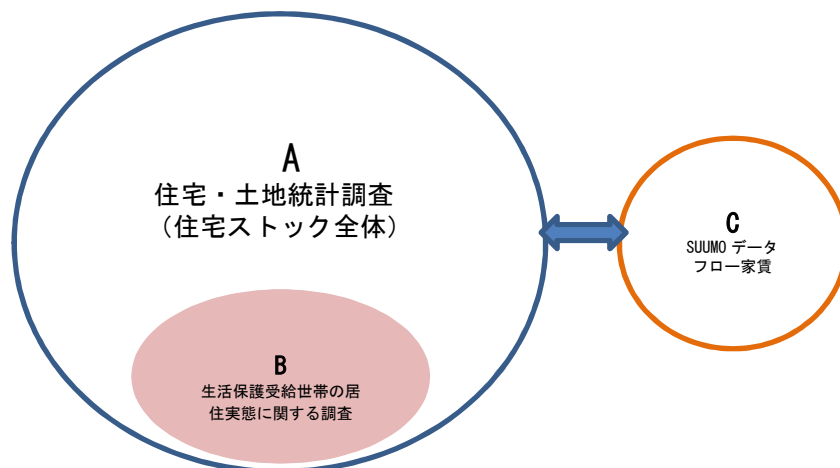 A
住宅・土地統計調査
（住宅ストック全体）
B
生活保護受給世帯の居
住実態に関する調査
C
SUUMO データ
フロー家賃